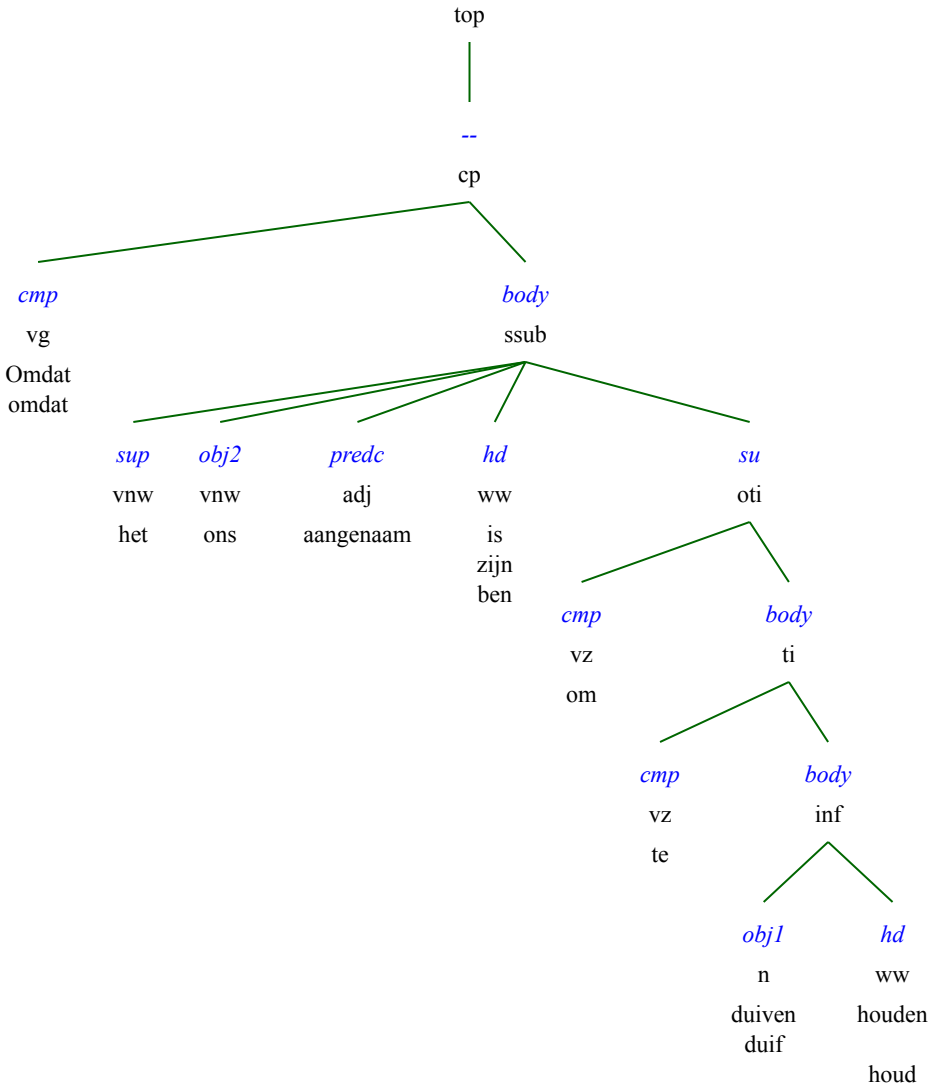 top
--
cp
cmp body
vg ssub
Omdat
omdat
sup obj2 predc hd su
vnw vnw adj ww oti
het ons aangenaam is
zijn
ben
cmp body
vz ti
om
cmp body
vz inf
te
obj1 hd
n ww
duiven houden
duif
houd